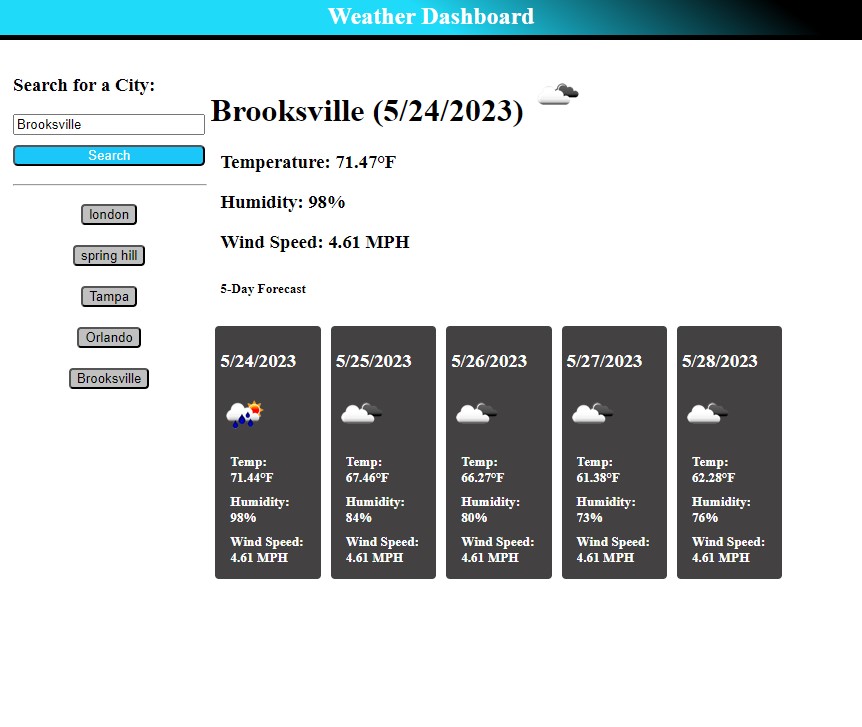 Weather Dashboard
Search for a City:
Brooksville
Search
london
spring hill
Tampa
Orlando
Brooksville
Brooksville (5/24/2023)
Temperature: 71.47°F
Humidity: 98%
Wind Speed: 4.61 MPH
5-Day Forecast
5/24/2023
Temp:
71.44°F
Humidity:
98%
Wind Speed:
4.61 MPH
5/25/2023
Temp:
67.46°F
Humidity:
84%
Wind Speed:
4.61 MPH
5/26/2023
Temp:
66.27°F
Humidity:
80%
Wind Speed:
4.61 MPH
5/27/2023
Temp:
61.38°F
Humidity:
73%
Wind Speed:
4.61 MPH
5/28/2023
Temp:
62.28°F
Humidity:
76%
Wind Speed:
4.61 MPH